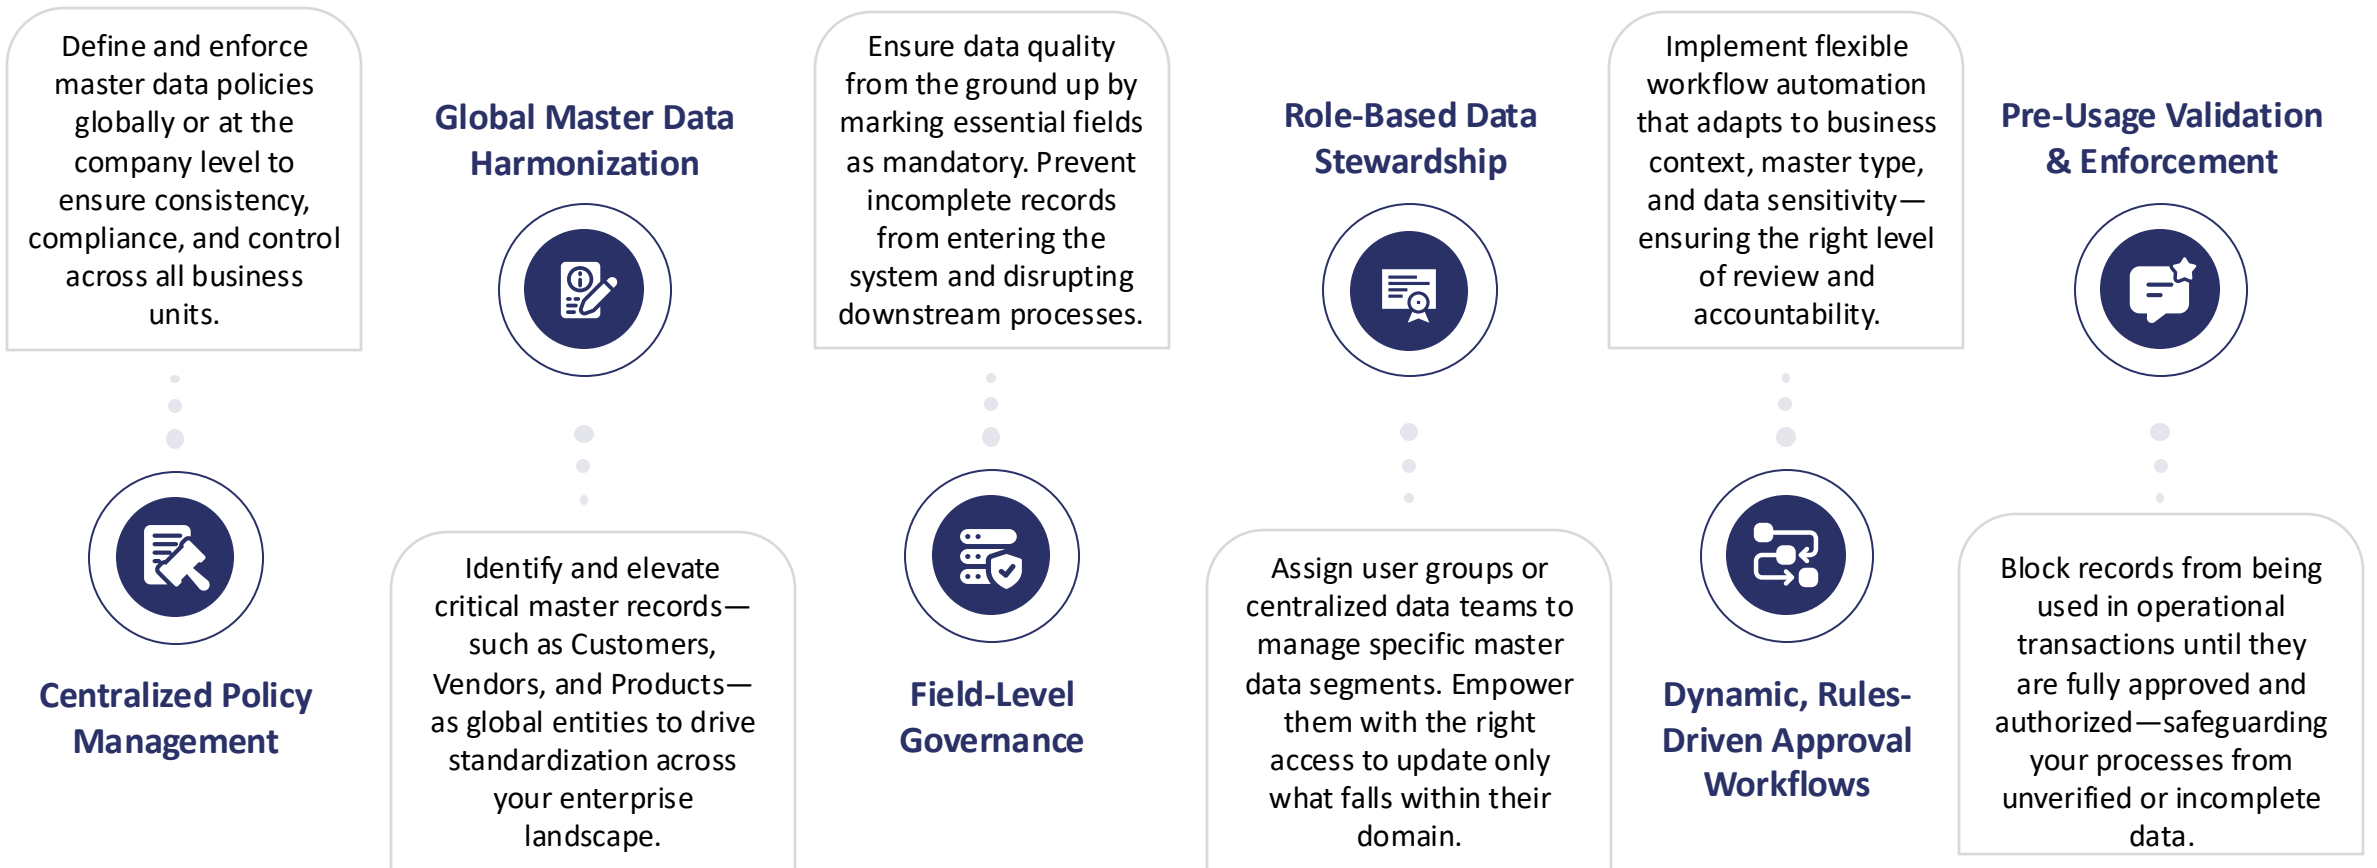 Define and enforce
master data policies
globally or at the
company level to
ensure consistency,
compliance, and control
across all business
units.
Centralized Policy
Management
Global Master Data
Harmonization
Identify and elevate
critical master records—
such as Customers,
Vendors, and Products—
as global entities to drive
standardization across
your enterprise
landscape.
Ensure data quality
from the ground up by
marking essential fields
as mandatory. Prevent
incomplete records
from entering the
system and disrupting
downstream processes.
Field-Level
Governance
Role-Based Data
Stewardship
Assign user groups or
centralized data teams to
manage specific master
data segments. Empower
them with the right
access to update only
what falls within their
domain.
Implement flexible
workflow automation
that adapts to business
context, master type,
and data sensitivity—
ensuring the right level
of review and
accountability.
Dynamic, Rules-
Driven Approval
Workflows
Pre-Usage Validation
& Enforcement
Block records from being
used in operational
transactions until they
are fully approved and
authorized—safeguarding
your processes from
unverified or incomplete
data.